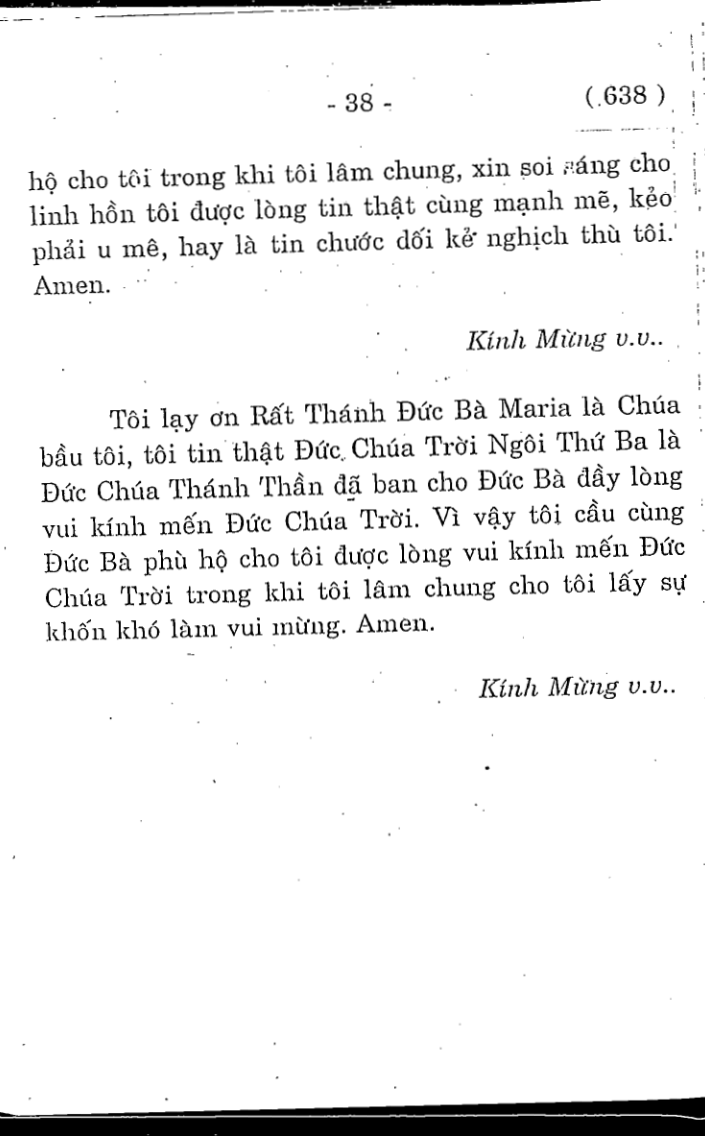 - 38 -
( 638 )
hộ cho tôi trong khi tôi lâm chung, xin soi sáng cho
linh hồn tôi được lòng tin thật cùng mạnh mẽ, kẻo
phải u mê, hay là tin chước dối kẻ nghịch thù tôi.
Amen.
Kính Mừng v.v..
Tôi lạy ơn Rất Thánh Đức Bà Maria là Chúa
bầu tôi, tôi tin thật Đức Chúa Trời Ngôi Thứ Ba là
Đức Chúa Thánh Thần đã ban cho Đức Bà đầy lòng
vui kính mến Đức Chúa Trời. Vì vậy tôi cầu cùng
Đức Bà phù hộ cho tôi được lòng vui kính mến Đức
Chúa Trời trong khi tôi lâm chung cho tôi lấy sự
khốn khó làm vui mừng. Amen.
Kính Mừng v.v..